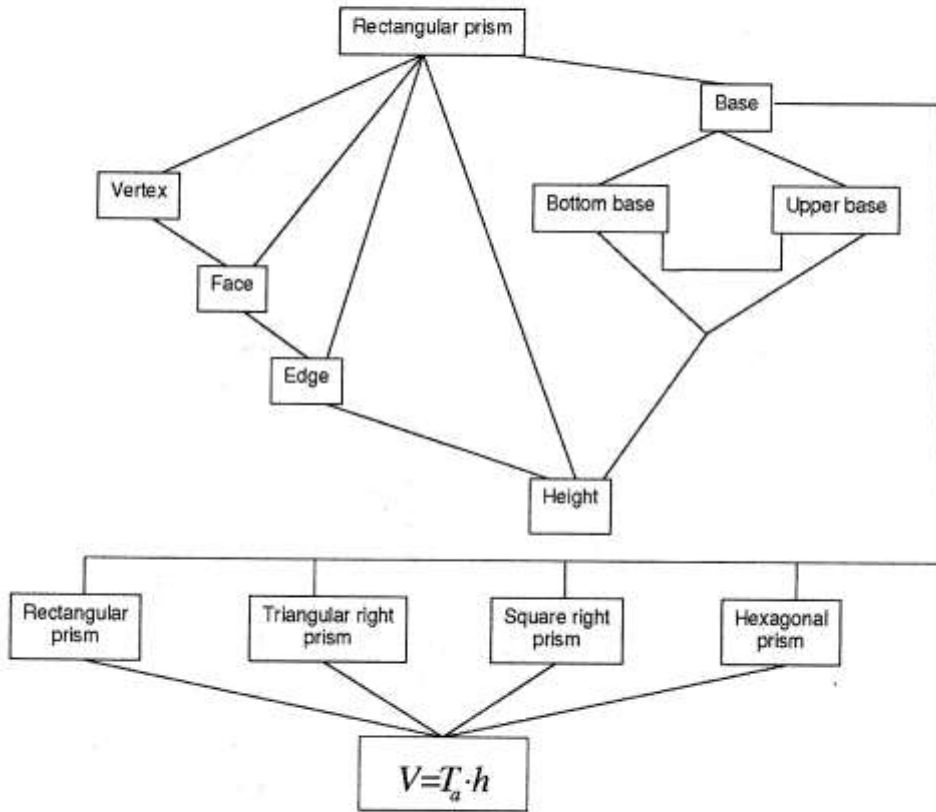 Rectangular prism
Base
Vertex
Bottom base
Upper base
Face
Edge
Height
Rectangular
prism
Triangular right
prism
Square right
prism
Hexagonal
prism
V=Ta·h